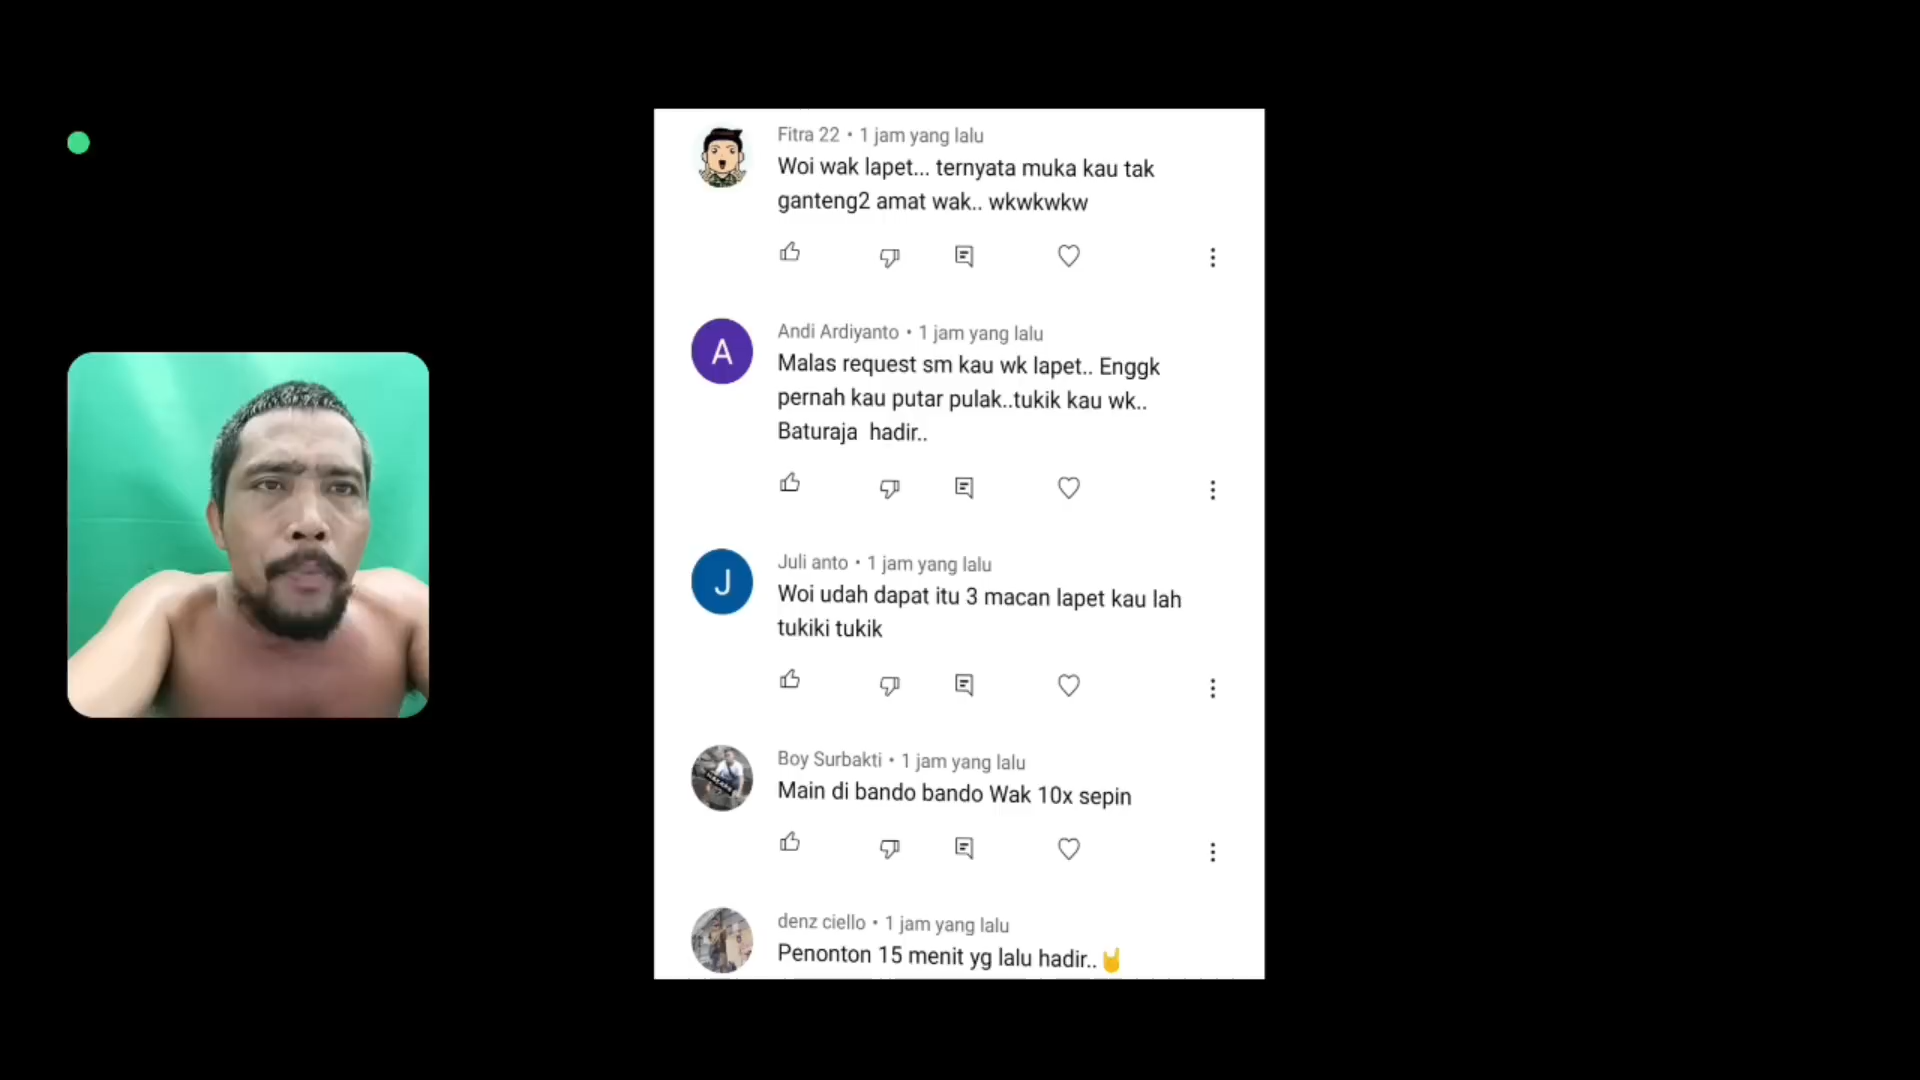 Fitra 22 • 1 jam yang lalu
Woi wak lapet... ternyata muka kau tak
ganteng2 amat wak.. wkwkwkw
A
Andi Ardiyanto • 1 jam yang lalu
Malas request sm kau wk lapet.. Enggk
pernah kau putar pulak..tukik kau wk..
Baturaja hadir..
J
Juli anto • 1 jam yang lalu
Woi udah dapat itu 3 macan lapet kau lah
tukiki tukik
Boy Surbakti • 1 jam yang lalu
Main di bando bando Wak 10x sepin
denz ciello • 1 jam yang lalu
Penonton 15 menit yg lalu hadir..🤘